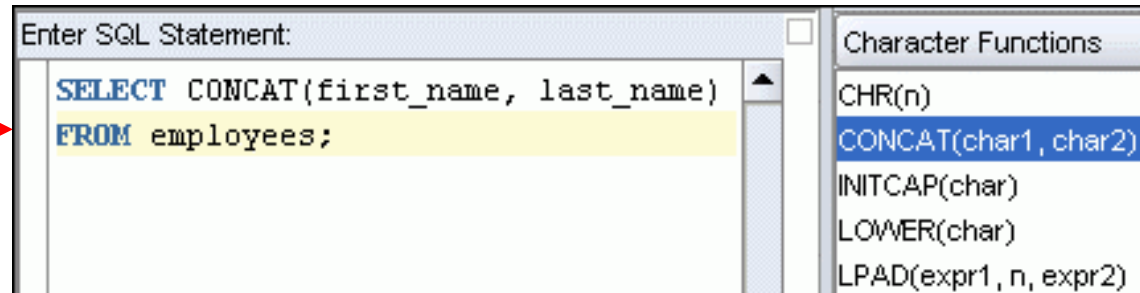 Enter SQL Statement:
SELECT CONCAT(first_name, last_name)
FROM employees;
Character Functions
CHR(n)
CONCAT(char1, char2)
INITCAP(char)
LOWER(char)
LPAD(expr1, n, expr2)